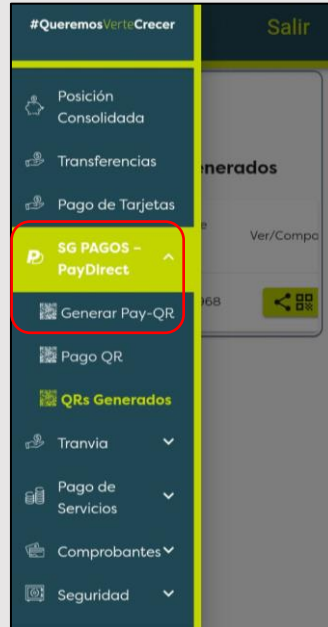 #QueremosVerteCrecer
Salir
Posición
Consolidada
Transferencias
nerados
Pago de Tarjetas
e
Ver/Compa
SG PAGOS –
PayDIrect
068
Generar Pay-QR
Pago QR
QRs Generados
Tranvia
Pago de
Servicios
Comprobantes
Seguridad